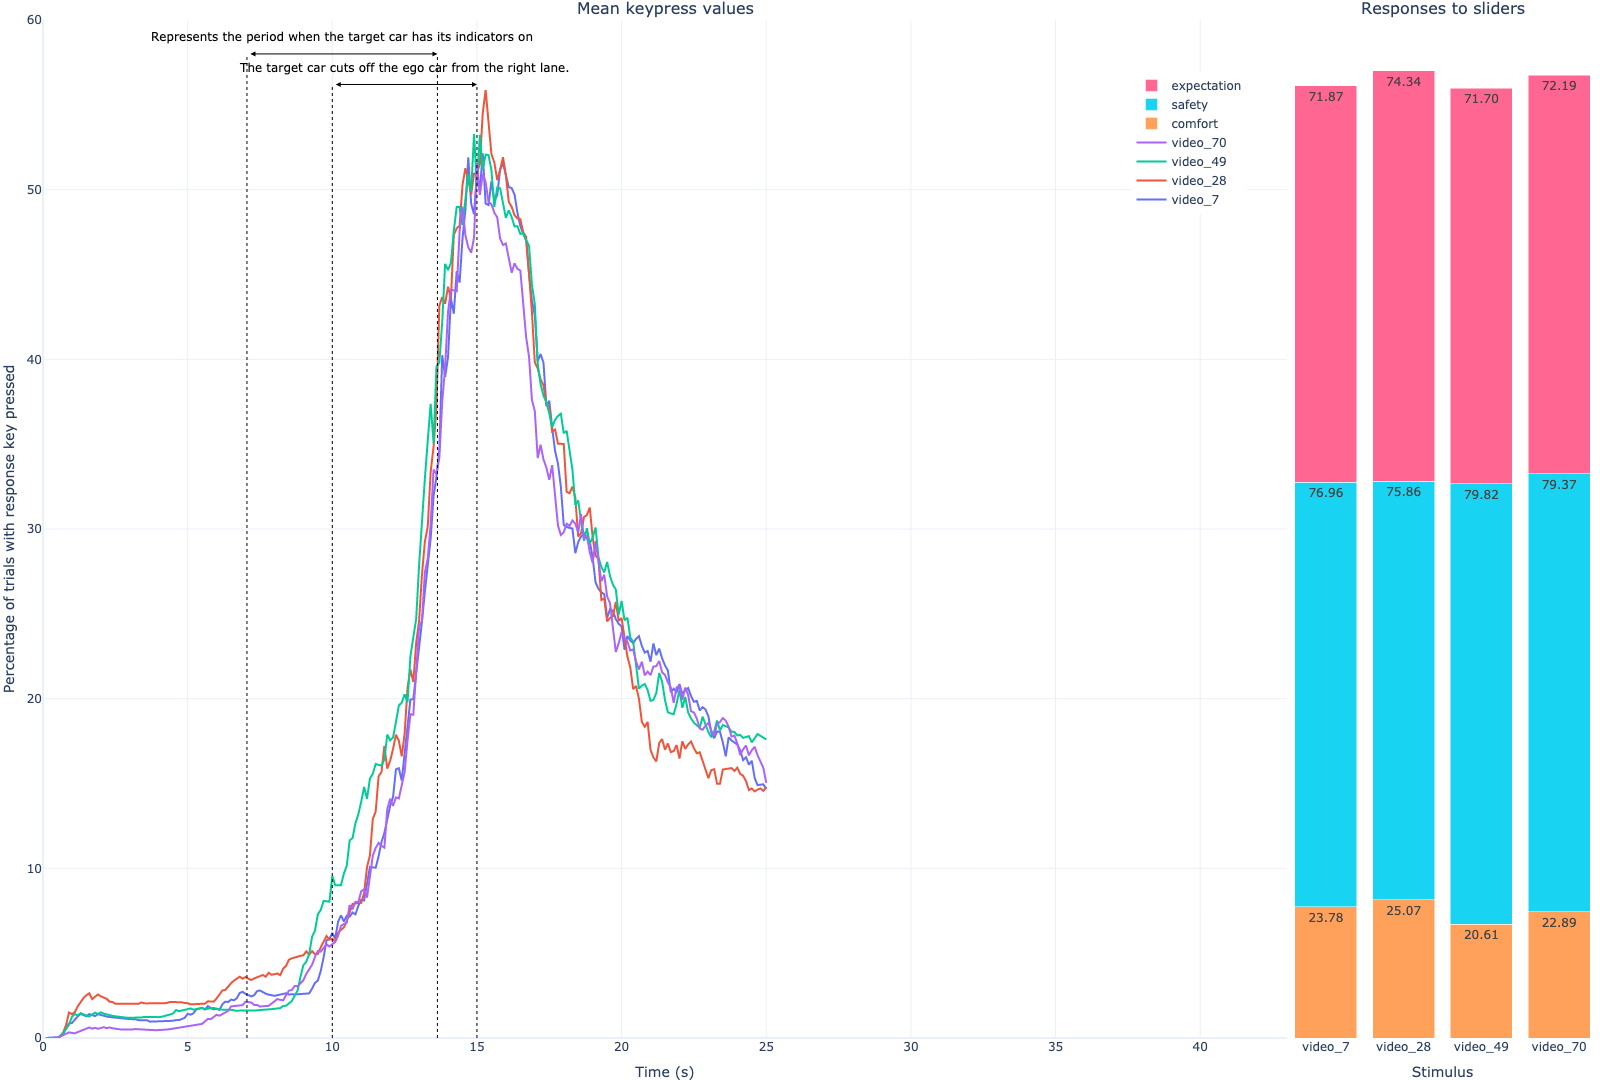 Mean keypress values
Responses to sliders
Represents the period when the target car has its indicators on
The target car cuts off the ego car from the right lane.
expectation
safety
comfort
video_70
video_49
video_28
video_7
Percentage of trials with response key pressed
60
50
40
30
20
10
0
0 5 10 15 20 25 30 35 40
Time (s)
71.87 74.34 71.70 72.19
76.96 75.86 79.82 79.37
23.78 25.07 20.61 22.89
video_7 video_28 video_49 video_70
Stimulus